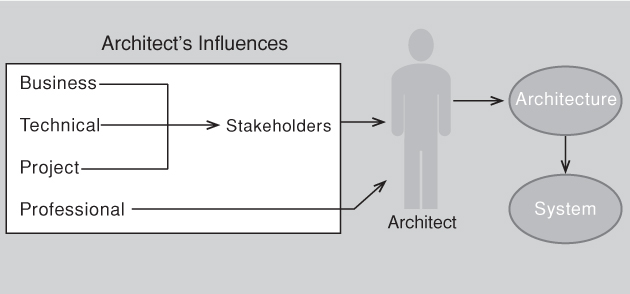 Architect's Influences
Business
Technical
Project
Professional
Stakeholders
Architect
Architecture
System